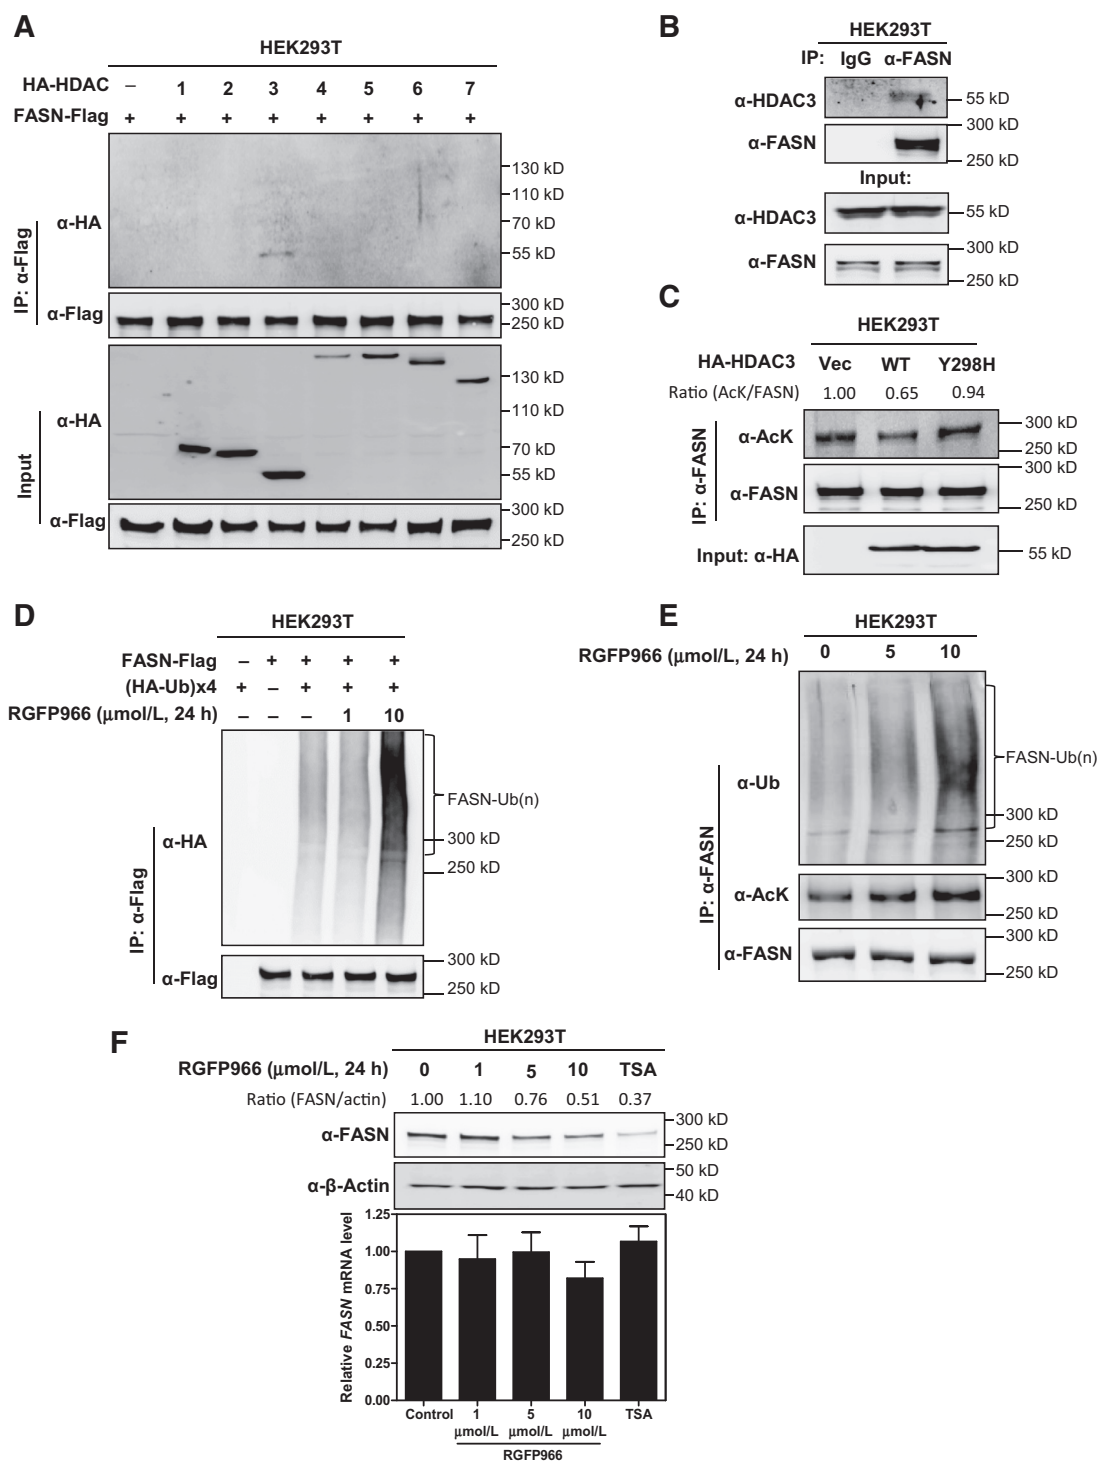 A
HEK293T
HA-HDAC – 1 2 3 4 5 6 7
FASN-Flag + + + + + + + +
IP: α-Flag
α-HA
130 kD
110 kD
70 kD
55 kD
α-Flag
300 kD
250 kD
Input
α-HA
130 kD
110 kD
70 kD
55 kD
α-Flag
300 kD
250 kD
B
HEK293T
IP: IgG α-FASN
α-HDAC3
55 kD
α-FASN
300 kD
250 kD
Input:
α-HDAC3
55 kD
α-FASN
300 kD
250 kD
C
HEK293T
HA-HDAC3 Vec WT Y298H
Ratio (AcK/FASN) 1.00 0.65 0.94
IP: α-FASN
α-AcK
300 kD
250 kD
α-FASN
300 kD
250 kD
Input: α-HA
55 kD
D
HEK293T
FASN-Flag – + + + +
(HA-Ub)x4 + – + + +
RGFP966 (μmol/L, 24 h) – – – 1 10
IP: α-Flag
α-HA
FASN-Ub(n)
300 kD
250 kD
α-Flag
300 kD
250 kD
E
HEK293T
RGFP966 (μmol/L, 24 h) 0 5 10
IP: α-FASN
α-Ub
FASN-Ub(n)
300 kD
250 kD
α-AcK
300 kD
250 kD
α-FASN
300 kD
250 kD
F
HEK293T
RGFP966 (μmol/L, 24 h) 0 1 5 10 TSA
Ratio (FASN/actin) 1.00 1.10 0.76 0.51 0.37
α-FASN
300 kD
250 kD
α-β-Actin
50 kD
40 kD
Relative FASN mRNA level
1.25
1.00
0.75
0.50
0.25
0.00
Control 1 5 10 TSA
μmol/L μmol/L μmol/L
RGFP966